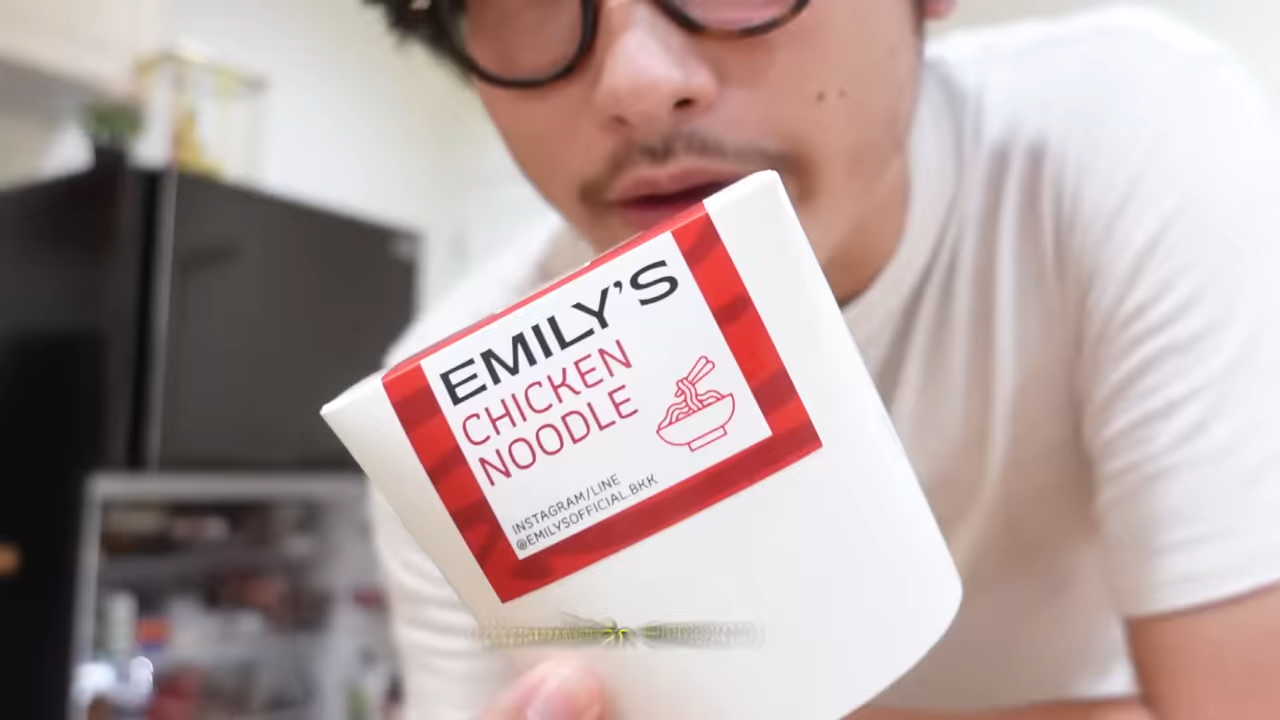 EMILY'S
CHICKEN
NOODLE
INSTAGRAM/LINE
@EMILYSOFFICIAL.BKK